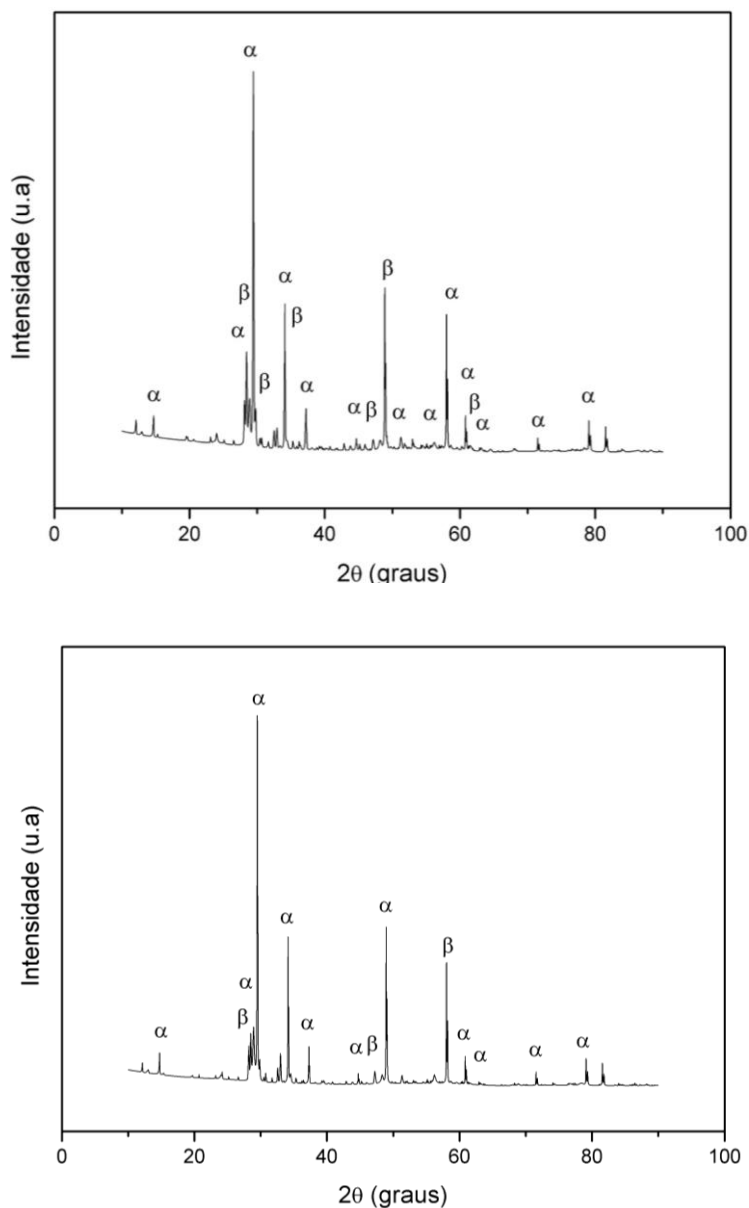 α
β α
β α β α
α β α α
α α β α α α β α α α
Intensidade (u.a)
0 20 40 60 80 100
2θ (graus)
α
α α
α β
β
α α α β α α α α
Intensidade (u.a)
0 20 40 60 80 100
2θ (graus)